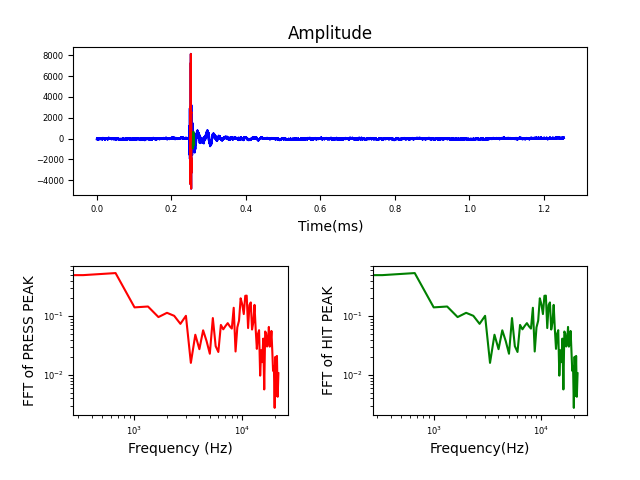 Amplitude
8000
6000
4000
2000
0
−2000
−4000
0.0 0.2 0.4 0.6 0.8 1.0 1.2
Time(ms)
FFT of PRESS PEAK
10⁻¹
10⁻²
10³ 10⁴
Frequency (Hz)
FFT of HIT PEAK
10⁻¹
10⁻²
10³ 10⁴
Frequency(Hz)